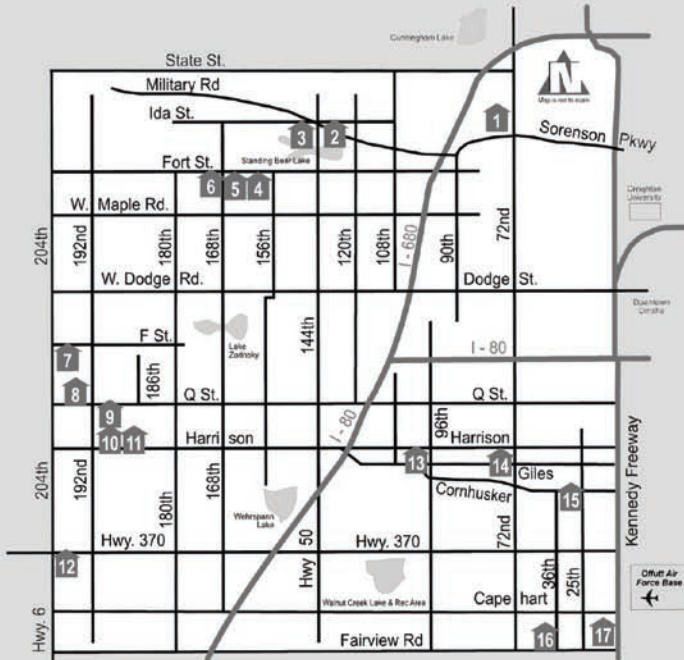 Cunningham Lake
State St.
N
Map is not to scale
Military Rd
Ida St.
3
2
1
Sorenson Pkwy
Standing Bear Lake
Fort St.
6
5
4
Creighton
University
W. Maple Rd.
204th
192nd
180th
168th
156th
120th
108th
I - 680
90th
72nd
W. Dodge Rd.
Dodge St.
Downtown
Omaha
144th
F St.
Lake
Zorinsky
7
I - 80
186th
8
Q St.
Q St.
9
I - 80
96th
10
11
Harrison
Harrison
13
14
Giles
204th
192nd
180th
168th
Cornhusker
15
Kennedy Freeway
Wehrspann
Lake
Hwy. 370
Hwy 50
Hwy. 370
72nd
36th
25th
12
Offutt Air
Force Base
Walnut Creek Lake & Rec Area
Capehart
Hwy. 6
Fairview Rd
16
17